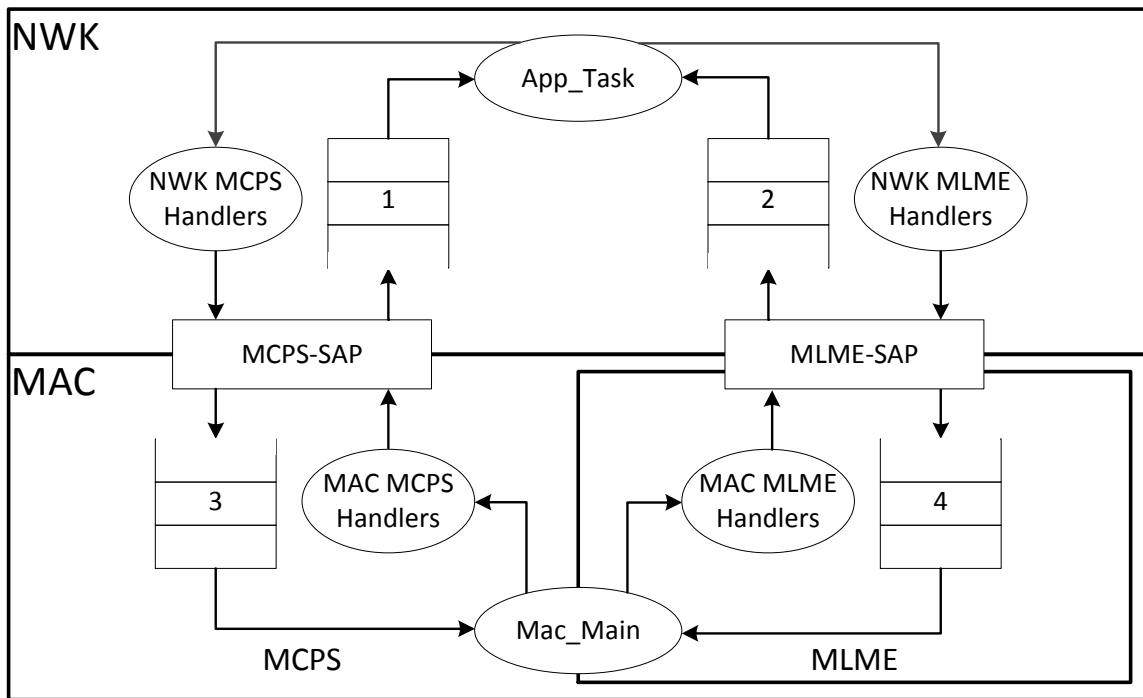 NWK
App_Task
NWK MCPS
Handlers
1
2
NWK MLME
Handlers
MCPS-SAP
MLME-SAP
MAC
3
MAC MCPS
Handlers
MAC MLME
Handlers
4
Mac_Main
MCPS
MLME